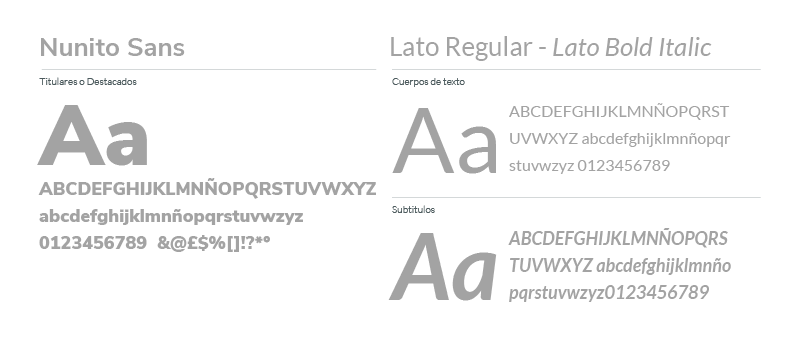 Nunito Sans
Titulares o Destacados
Aa
ABCDEFGHIJKLMNÑOPQRSTUVWXYZ
abcdefghijklmnñopqrstuvwzyz
0123456789 &@£$%[]!?*º
Lato Regular - Lato Bold Italic
Cuerpos de texto
Aa
ABCDEFGHIJKLMNÑOPQRST
UVWXYZ abcdefghijklmnñopqr
stuvwzyz 0123456789
Subtitulos
Aa
ABCDEFGHIJKLMNÑOPQRS
TUVWXYZ abcdefghijklmnño
pqrstuvwzyz0123456789